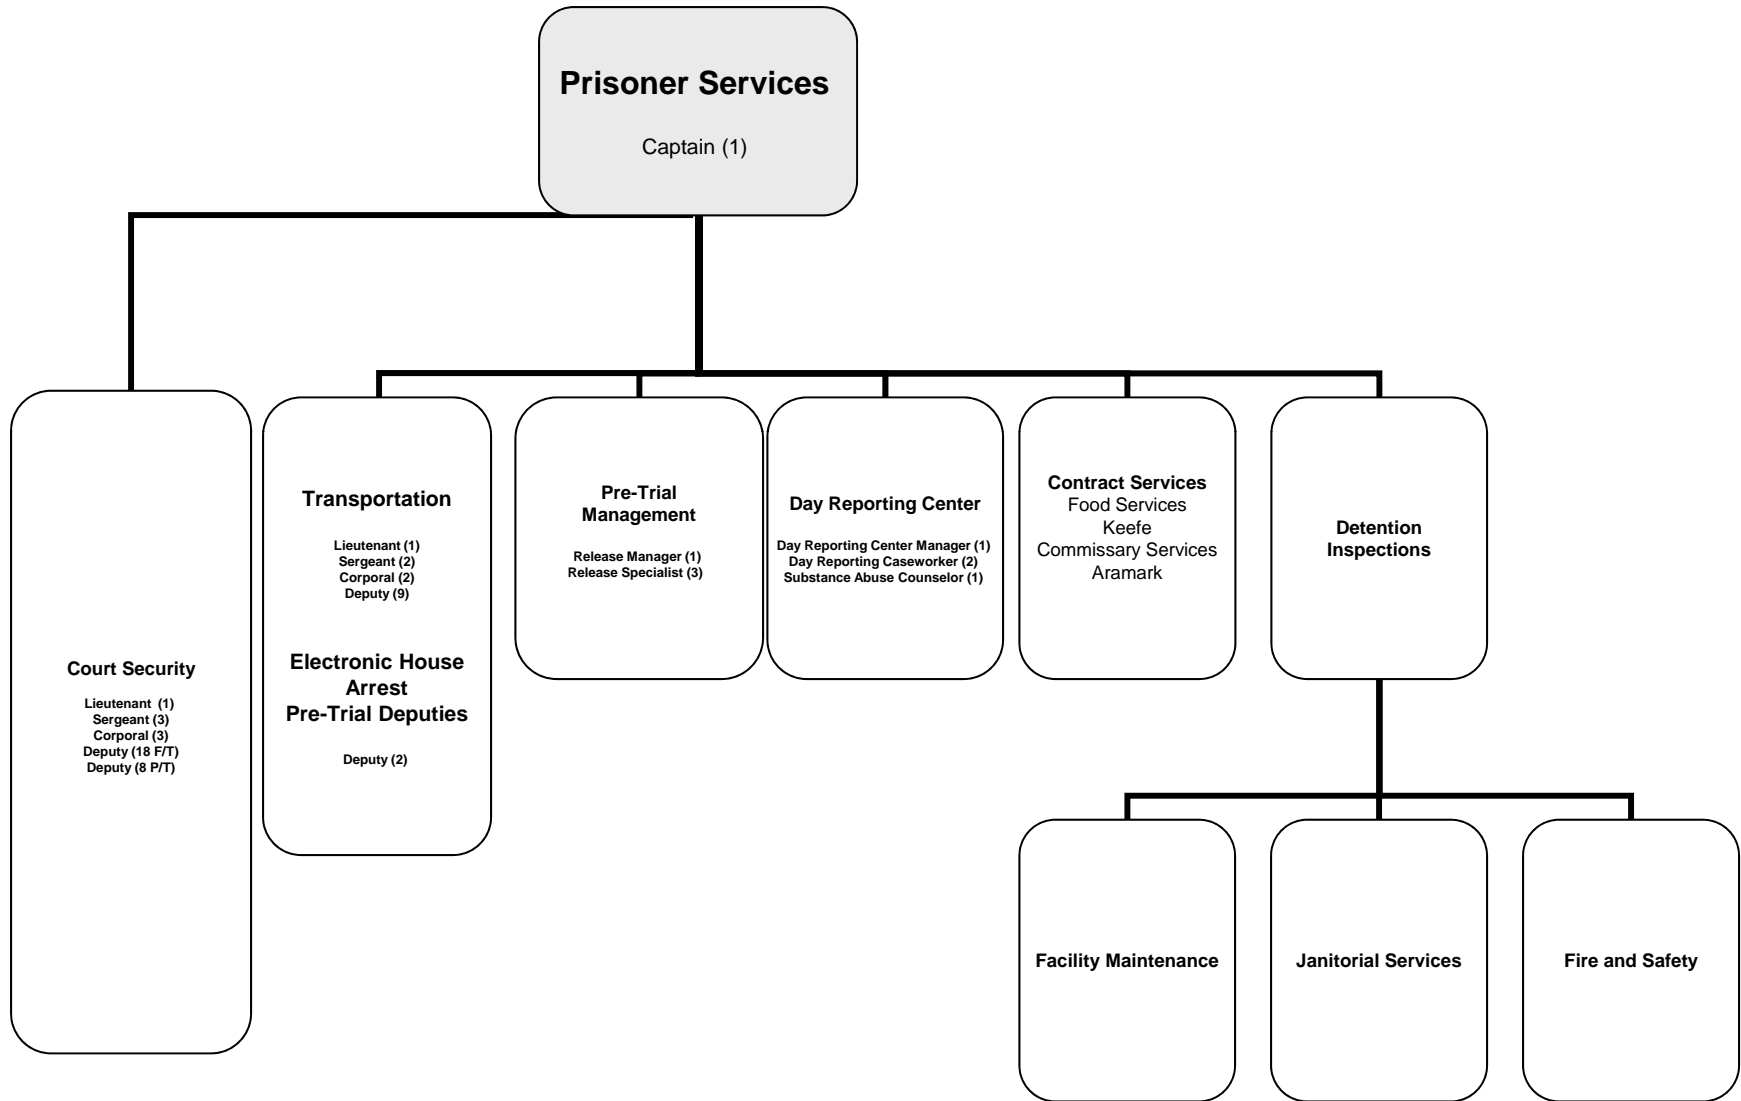 Prisoner Services
Captain (1)
Court Security
Lieutenant (1)
Sergeant (3)
Corporal (3)
Deputy (18 F/T)
Deputy (8 P/T)
Transportation
Lieutenant (1)
Sergeant (2)
Corporal (2)
Deputy (9)
Electronic House
Arrest
Pre-Trial Deputies
Deputy (2)
Pre-Trial
Management
Release Manager (1)
Release Specialist (3)
Day Reporting Center
Day Reporting Center Manager (1)
Day Reporting Caseworker (2)
Substance Abuse Counselor (1)
Contract Services
Food Services
Keefe
Commissary Services
Aramark
Detention
Inspections
Facility Maintenance
Janitorial Services
Fire and Safety